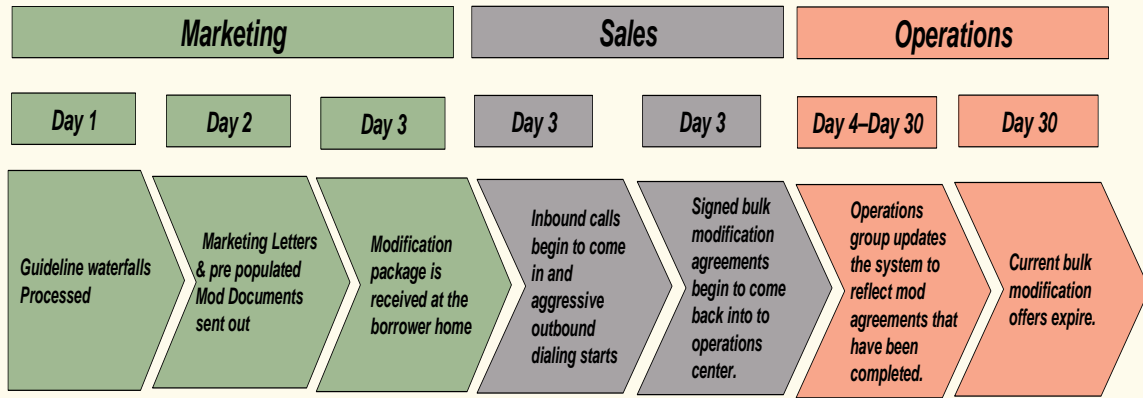 Marketing
Sales
Operations
Day 1
Day 2
Day 3
Day 3
Day 3
Day 4–Day 30
Day 30
Guideline waterfalls
Processed
Marketing Letters
& pre populated
Mod Documents
sent out
Modification
package is
received at the
borrower home
Inbound calls
begin to come
in and
aggressive
outbound
dialing starts
Signed bulk
modification
agreements
begin to come
back into to
operations
center.
Operations
group updates
the system to
reflect mod
agreements that
have been
completed.
Current bulk
modification
offers expire.